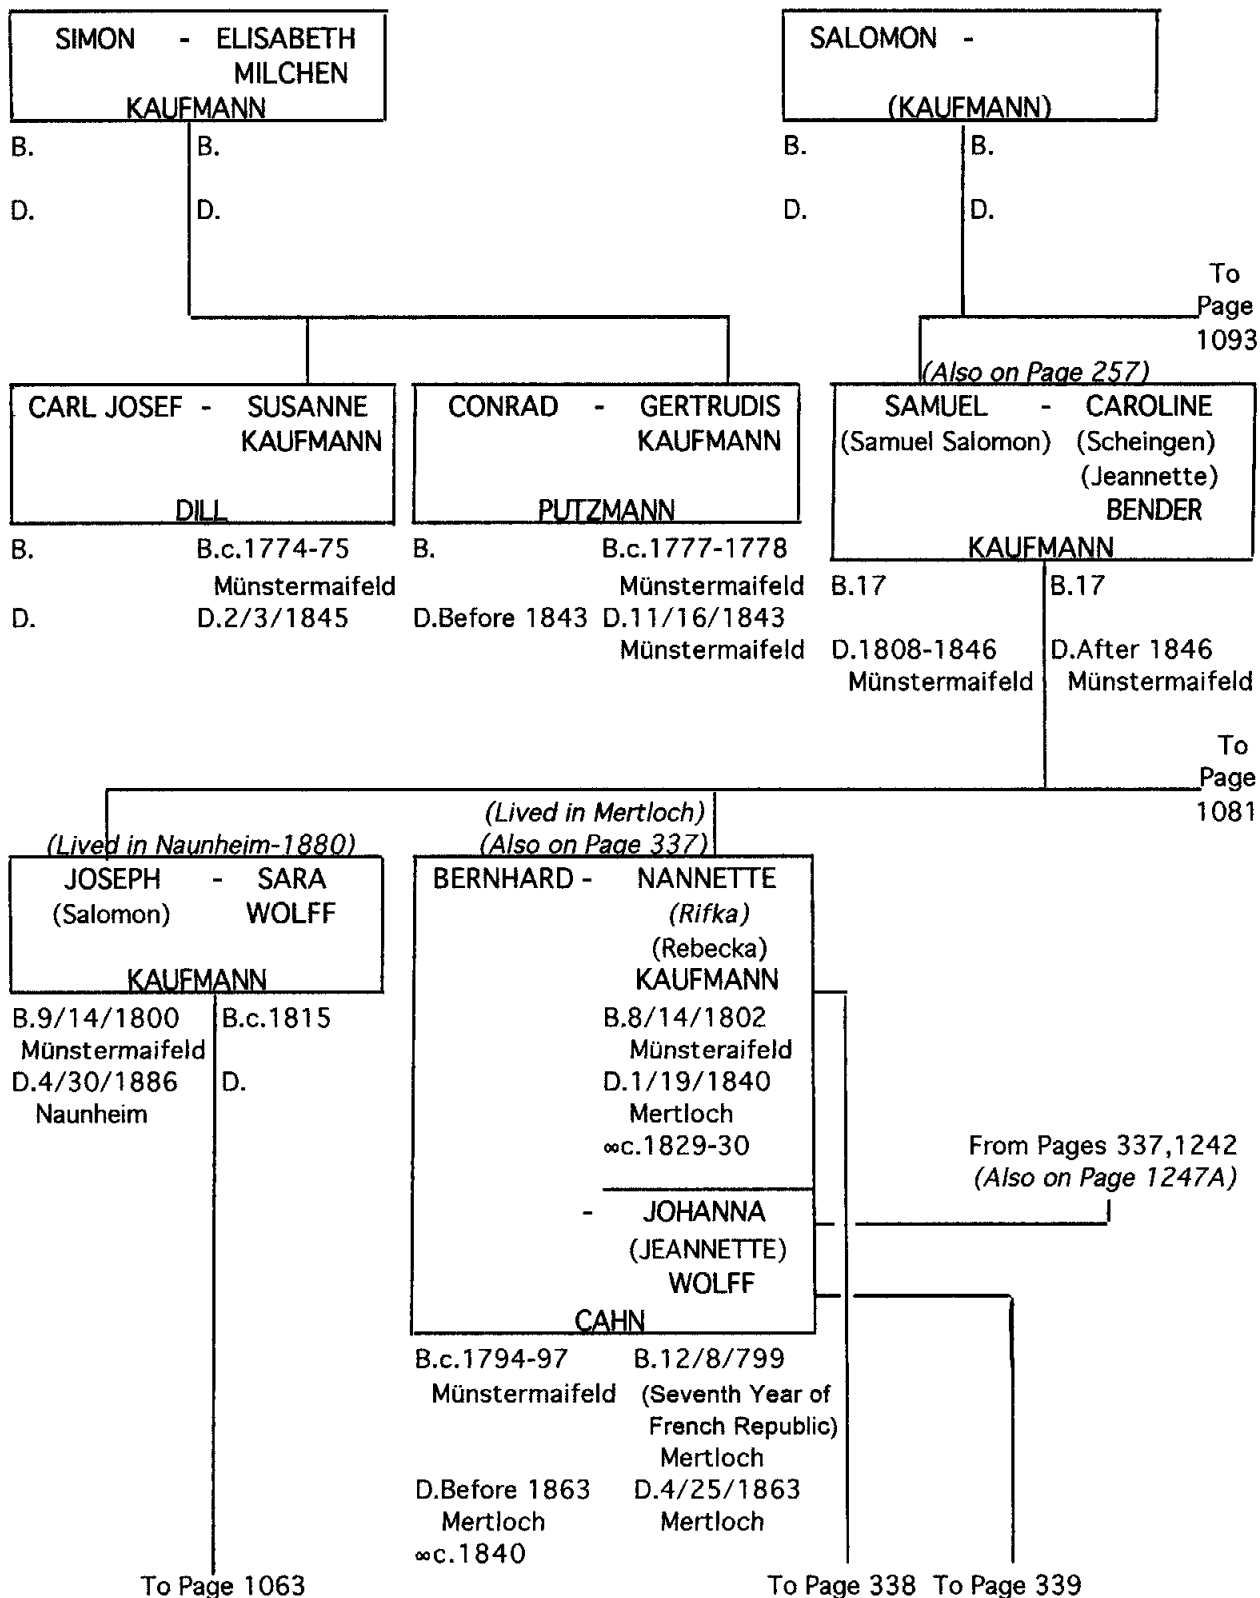 SIMON - ELISABETH
MILCHEN
KAUFMANN
B. B.
D. D.
SALOMON -
(KAUFMANN)
B. B.
D. D.
To
Page
1093
CARL JOSEF - SUSANNE
KAUFMANN
DILL
B. B.c.1774-75
Münstermaifeld
D. D.2/3/1845
CONRAD - GERTRUDIS
KAUFMANN
PUTZMANN
B. B.c.1777-1778
Münstermaifeld
D.Before 1843 D.11/16/1843
Münstermaifeld
(Also on Page 257)
SAMUEL - CAROLINE
(Samuel Salomon) (Scheingen)
(Jeannette)
BENDER
KAUFMANN
B.17 B.17
D.1808-1846 D.After 1846
Münstermaifeld Münstermaifeld
To
Page
1081
(Lived in Naunheim-1880)
JOSEPH - SARA
(Salomon) WOLFF
KAUFMANN
B.9/14/1800 B.c.1815
Münstermaifeld
D.4/30/1886 D.
Naunheim
To Page 1063
(Lived in Mertloch)
(Also on Page 337)
BERNHARD - NANNETTE
(Rifka)
(Rebecka)
KAUFMANN
B.8/14/1802
Münsteraifeld
D.1/19/1840
Mertloch
∞c.1829-30
- JOHANNA
(JEANNETTE)
WOLFF
CAHN
B.c.1794-97 B.12/8/799
Münstermaifeld (Seventh Year of
French Republic)
Mertloch
D.Before 1863 D.4/25/1863
Mertloch Mertloch
∞c.1840
From Pages 337,1242
(Also on Page 1247A)
To Page 338 To Page 339